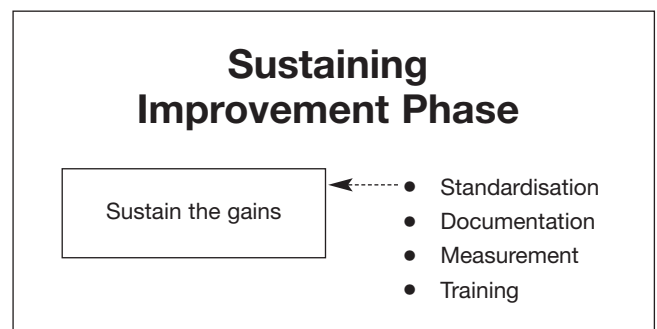 Sustaining
Improvement Phase
Sustain the gains
● Standardisation
● Documentation
● Measurement
● Training